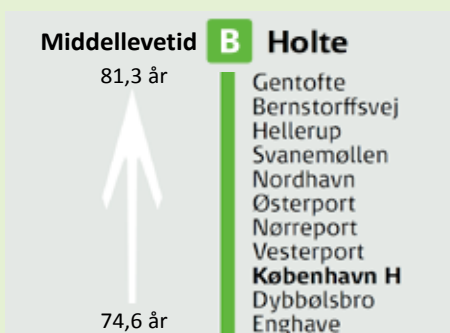 Middellevetid B Holte
81,3 år
Gentofte
Bernstorffsvej
Hellerup
Svanemøllen
Nordhavn
Østerport
Nørreport
Vesterport
København H
Dybbølsbro
74,6 år
Enghave